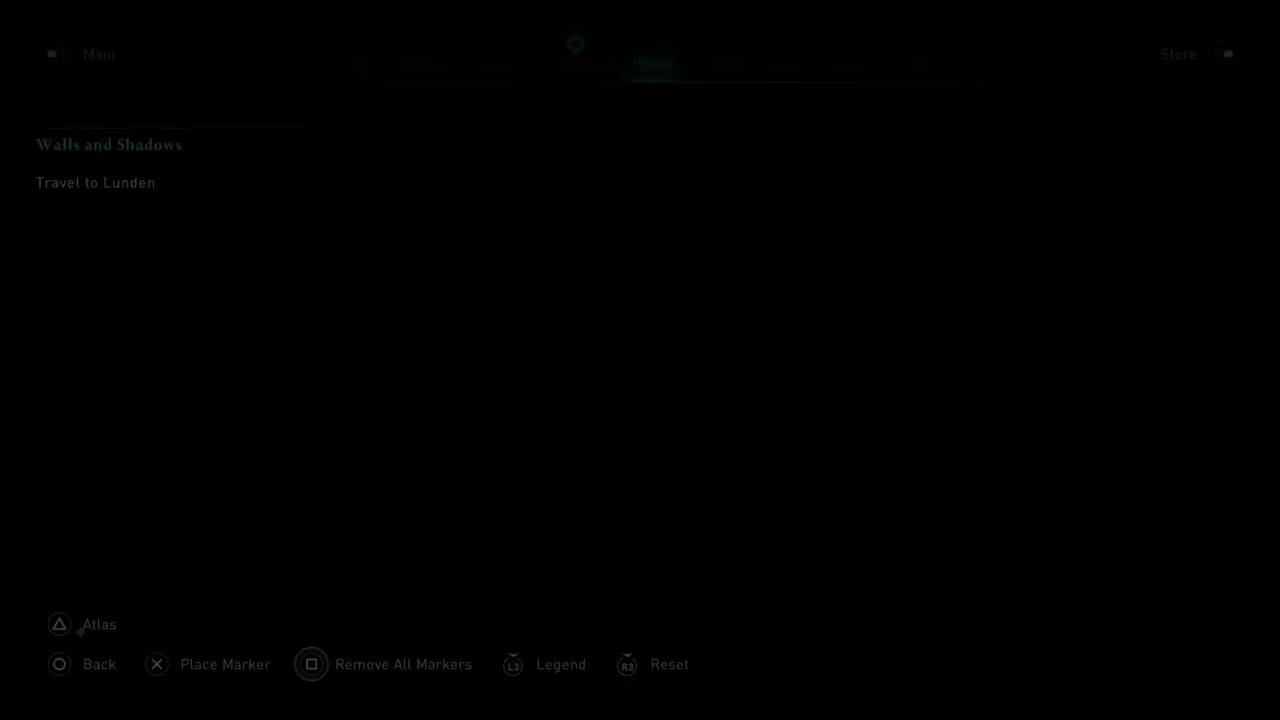 Main
World
Store
Walls and Shadows
Travel to Lunden
Atlas
Back
Place Marker
Remove All Markers
L3
Legend
R3
Reset